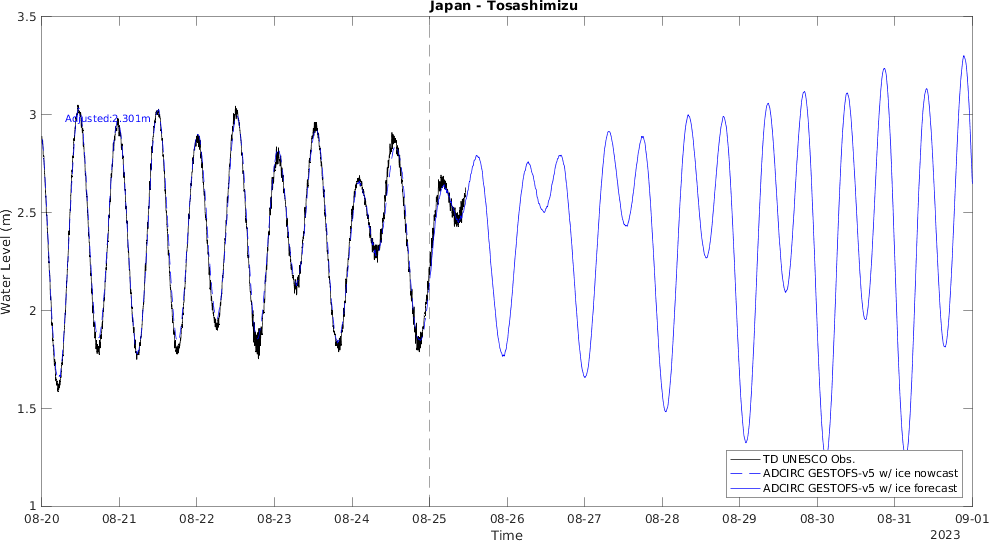 Japan - Tosashimizu
Water Level (m)
3.5
3
2.5
2
1.5
1
Adjusted:2.301m
TD UNESCO Obs.
ADCIRC GESTOFS-v5 w/ ice nowcast
ADCIRC GESTOFS-v5 w/ ice forecast
08-20 08-21 08-22 08-23 08-24 08-25 08-26 08-27 08-28 08-29 08-30 08-31 09-01
Time
2023